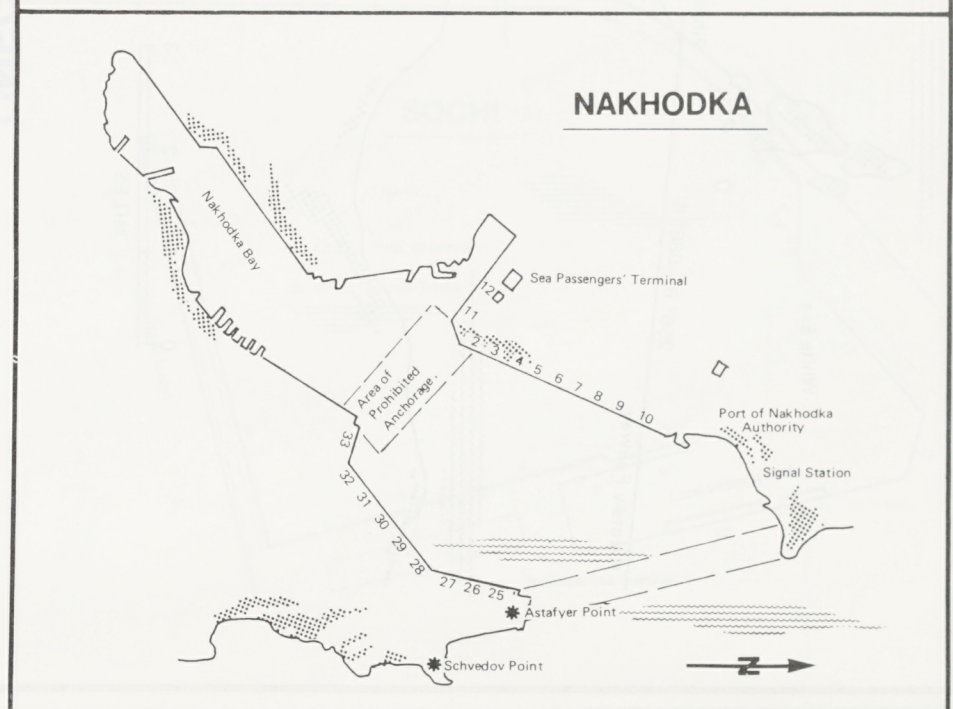 NAKHODKA
Nakhodka Bay
Sea Passengers' Terminal
12
11
2
3
4
5
6
7
8
9
10
Area of
Prohibited
Anchorage.
Port of Nakhodka
Authority
Signal Station
33
32
31
30
29
28
27
26
25
Astafyer Point
Schvedov Point
N